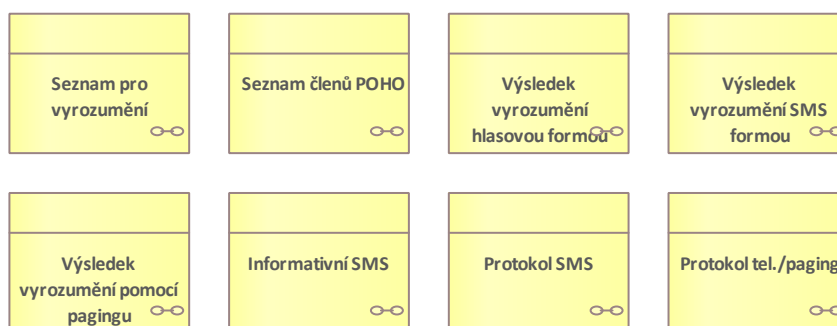 Seznam pro
vyrozumění
Seznam členů POHO
Výsledek
vyrozumění
hlasovou formou
Výsledek
vyrozumění SMS
formou
Výsledek
vyrozumění pomocí
pagingu
Informativní SMS
Protokol SMS
Protokol tel./paging